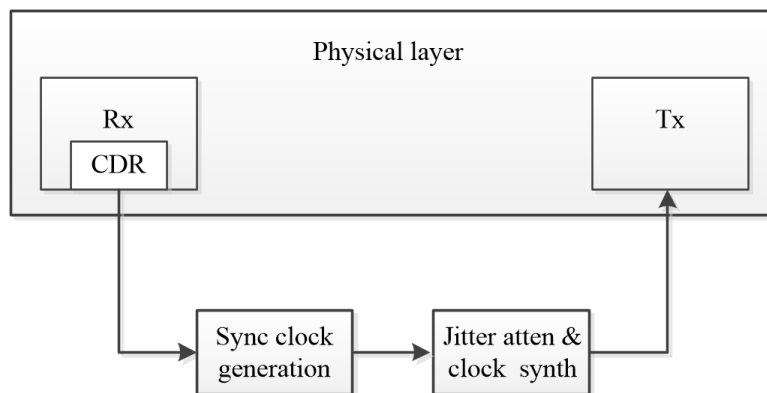 Physical layer
Rx
Tx
CDR
Sync clock
generation
Jitter atten &
clock synth